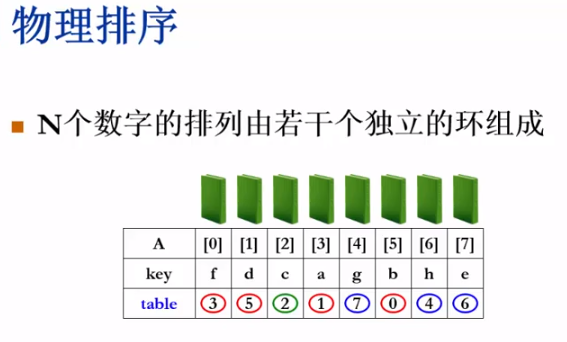 物理排序
N个数字的排列由若干个独立的环组成
A [0] [1] [2] [3] [4] [5] [6] [7]
key f d c a g b h e
table 3 5 2 1 7 0 4 6